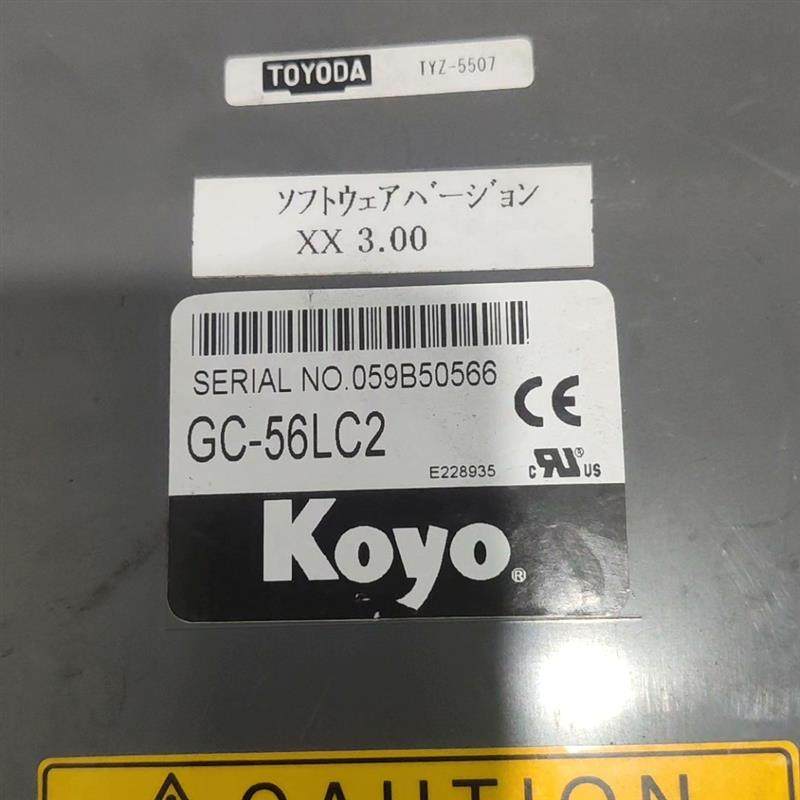 TOYODA TYZ-5507
ソフトウェアバージョン
XX 3.00
SERIAL NO.059B50566
GC-56LC2
CE
E228935
c RU® US
Koyo®
CAUTION